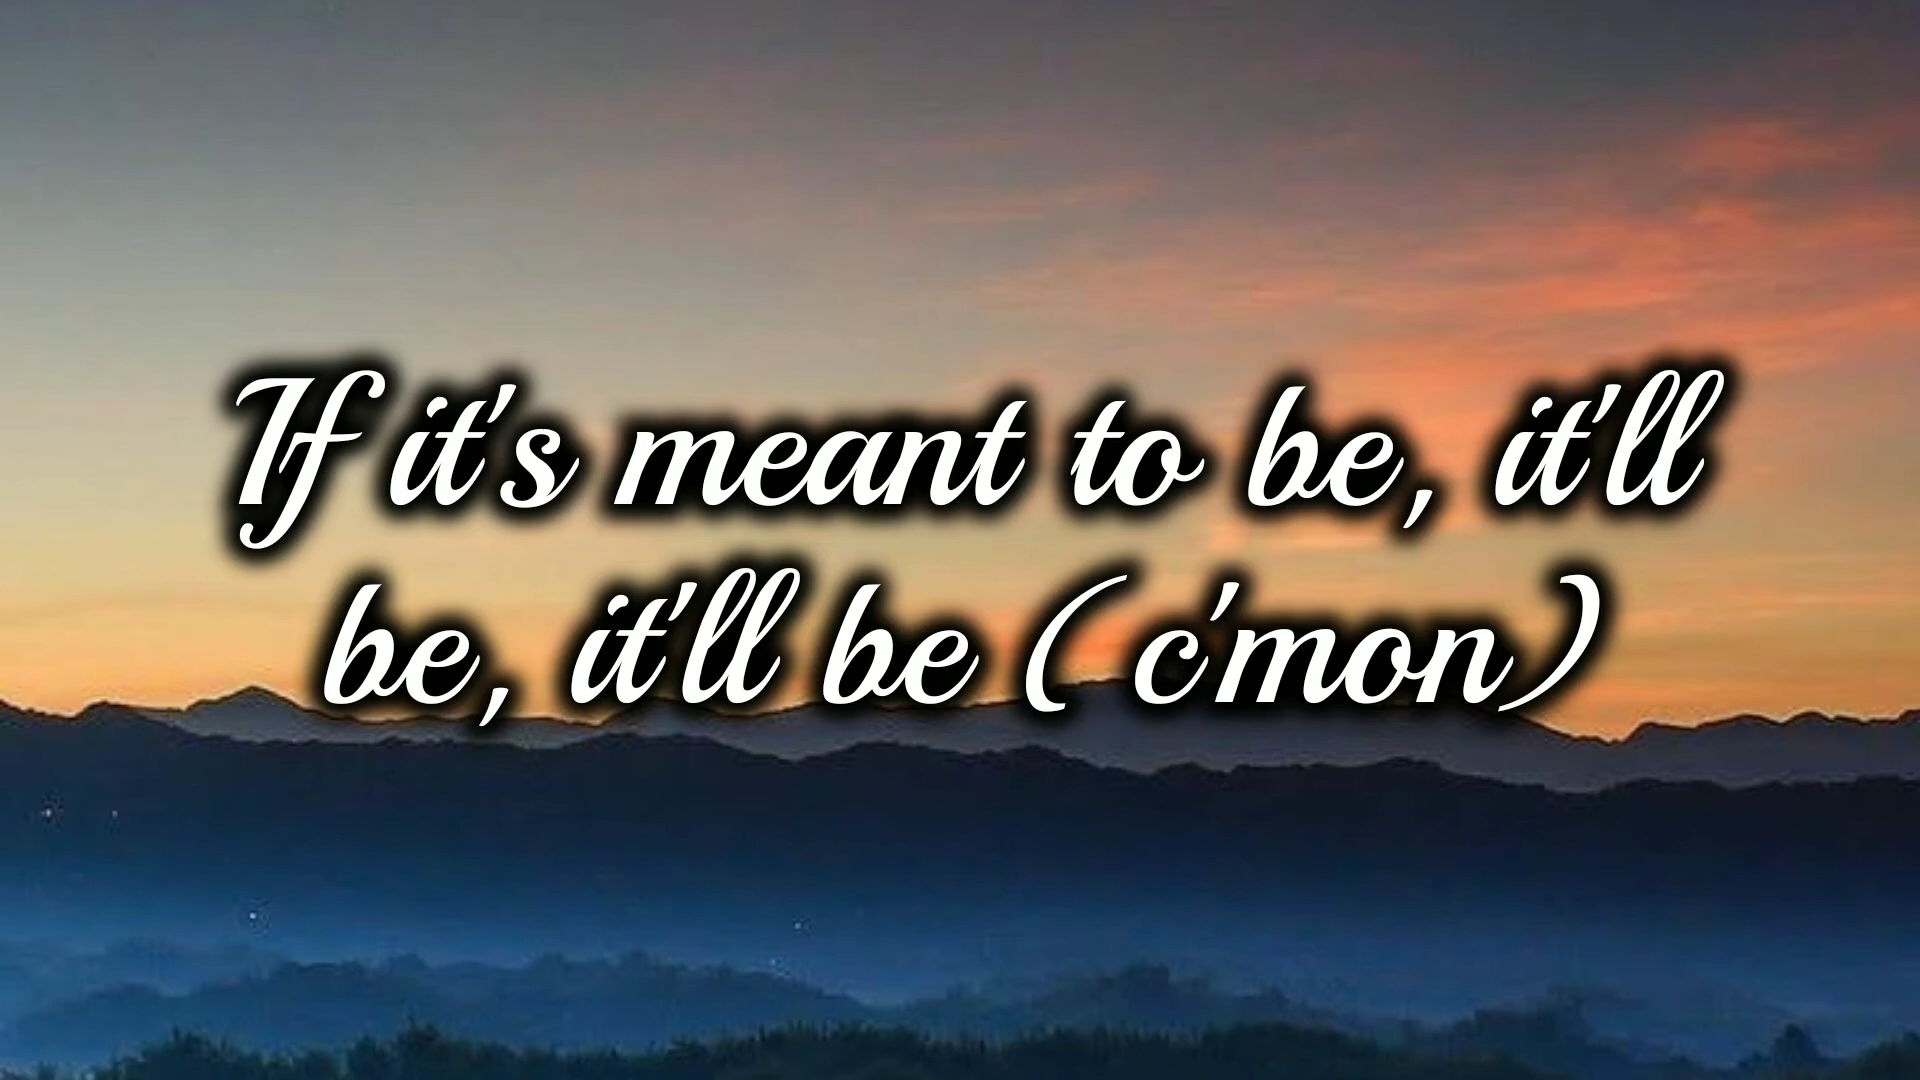 If it's meant to be, it'll
be, it'll be (c'mon)